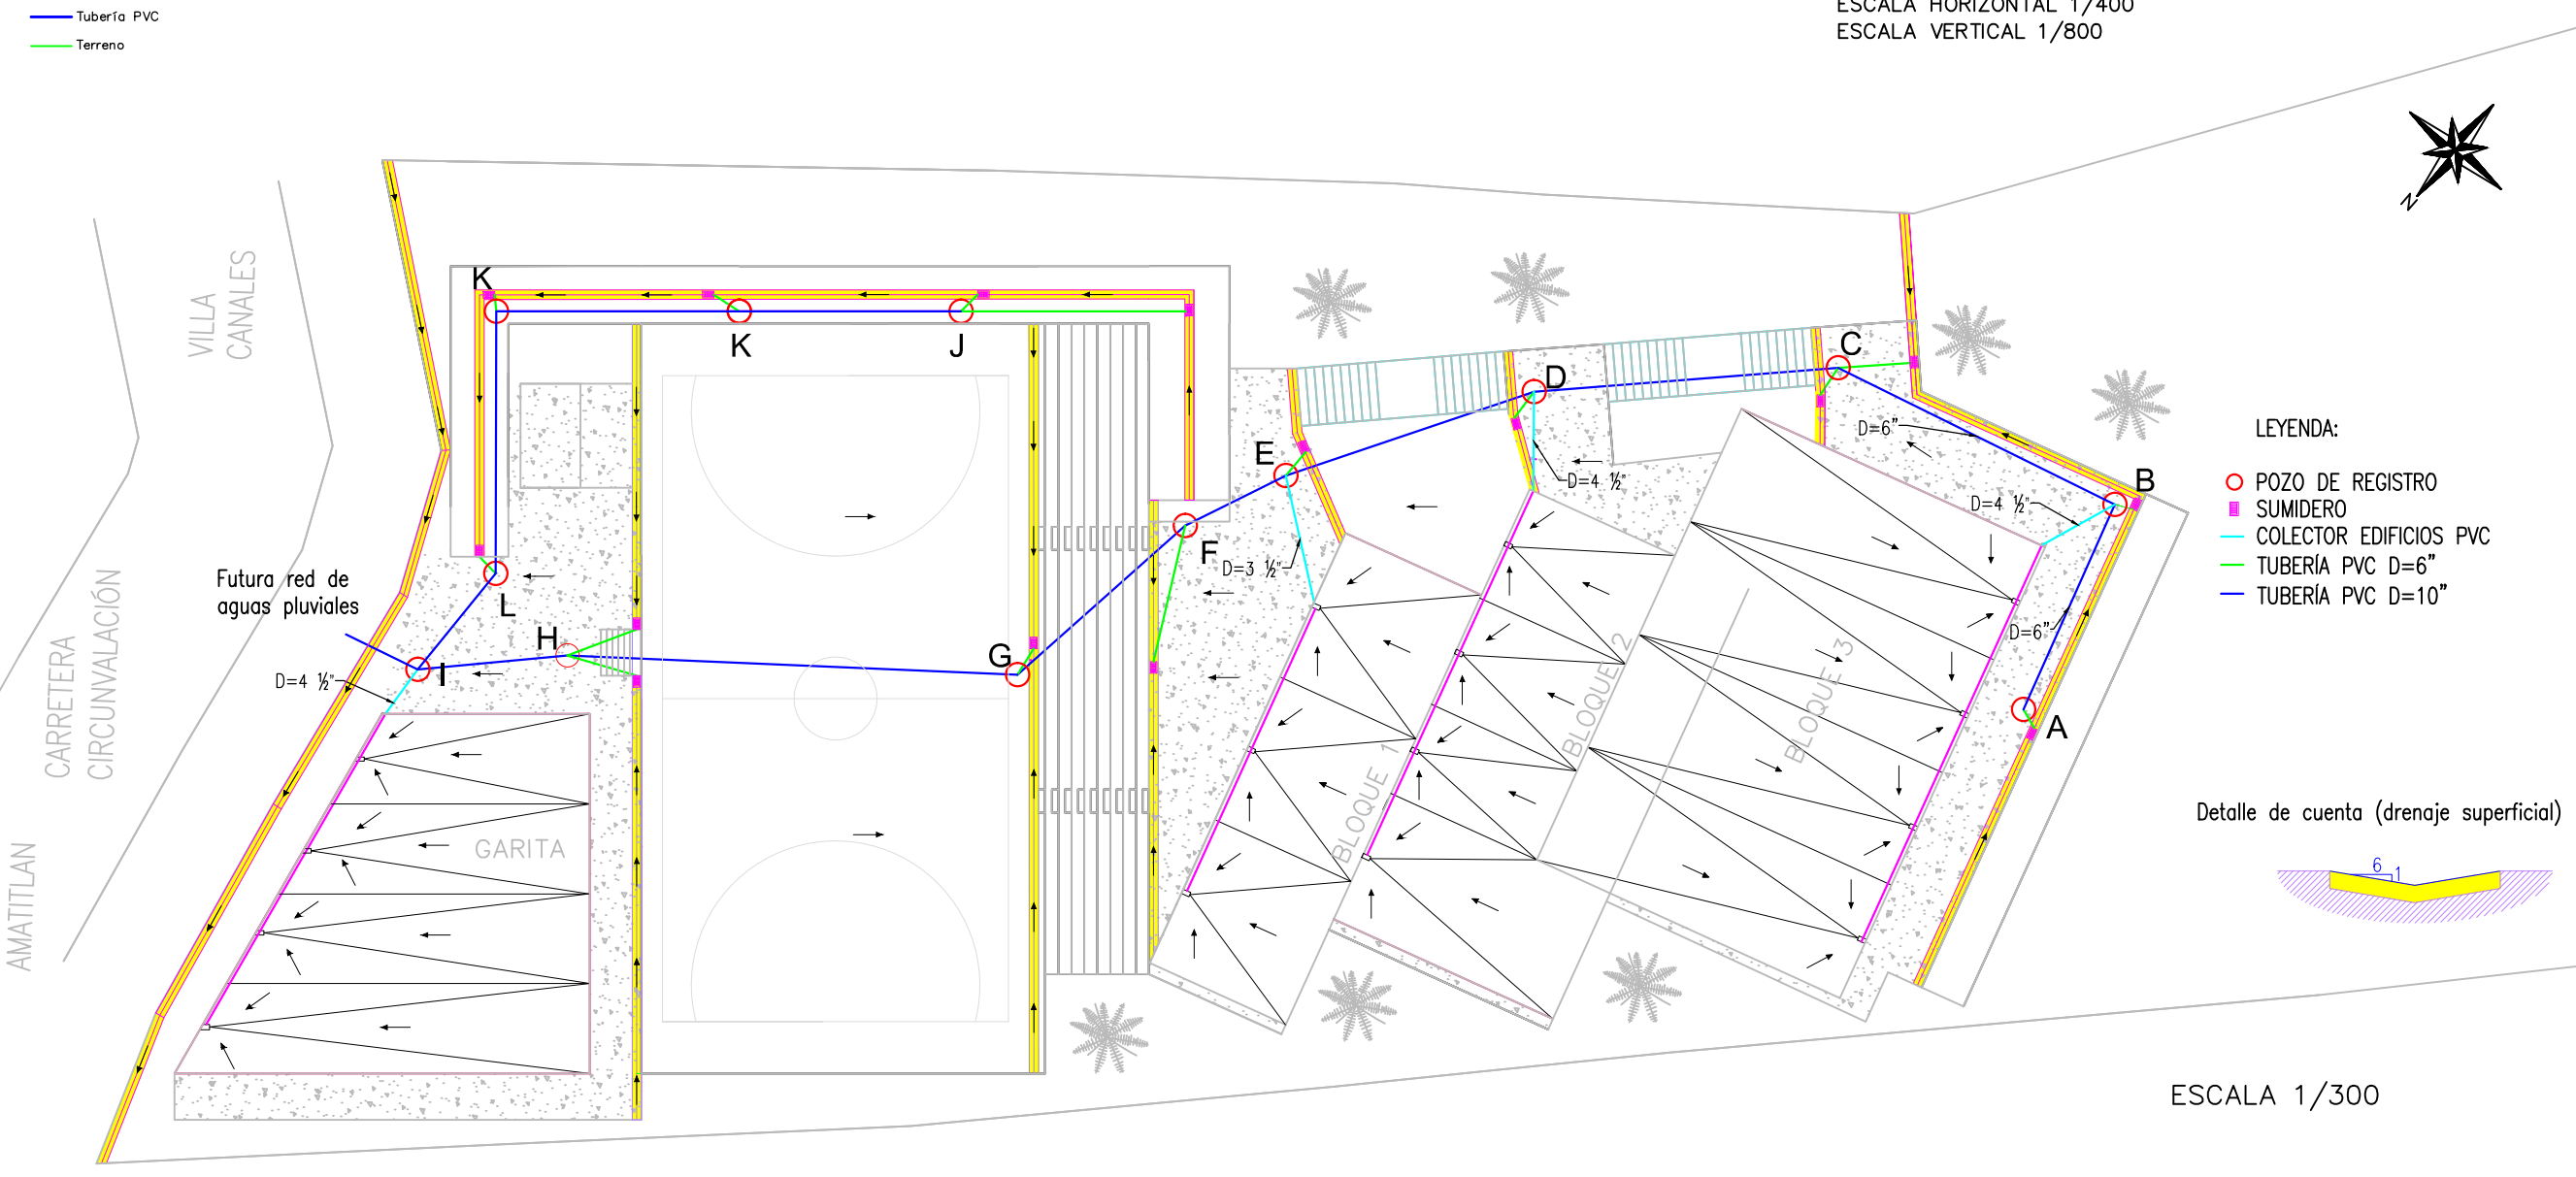 Tubería PVC
Terreno
ESCALA HORIZONTAL 1/400
ESCALA VERTICAL 1/800
N
VILLA
CANALES
K
K
J
C
D
E
B
D=6"
D=4 ½"
D=4 ½"
LEYENDA:
POZO DE REGISTRO
SUMIDERO
COLECTOR EDIFICIOS PVC
TUBERÍA PVC D=6"
TUBERÍA PVC D=10"
F
D=3 ½"
Futura red de
aguas pluviales
L
H
G
I
D=4 ½"
D=6"
A
CARRETERA
CIRCUNVALACIÓN
BLOQUE 1
BLOQUE 2
BLOQUE 3
GARITA
AMATITLAN
Detalle de cuenta (drenaje superficial)
6
1
ESCALA 1/300